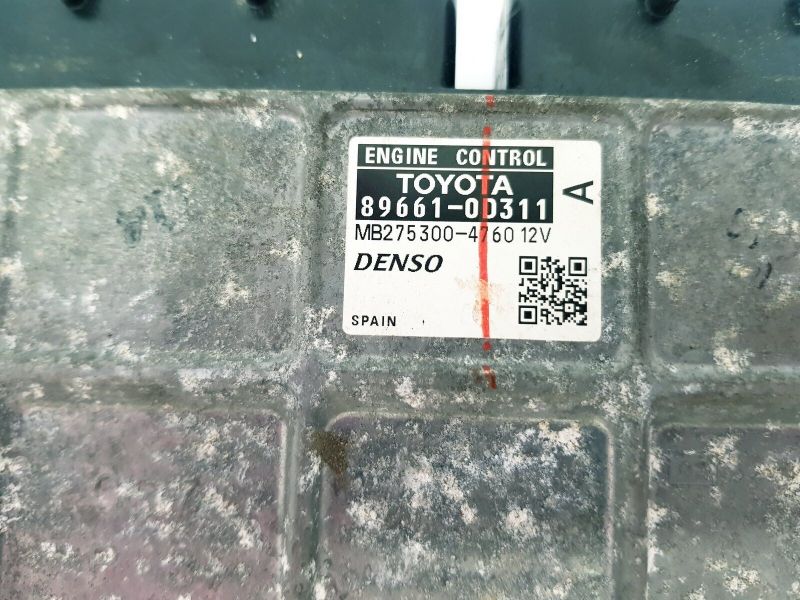 ENGINE CONTROL
TOYOTA
89661-0D311
A
MB275300-4760 12V
DENSO
SPAIN